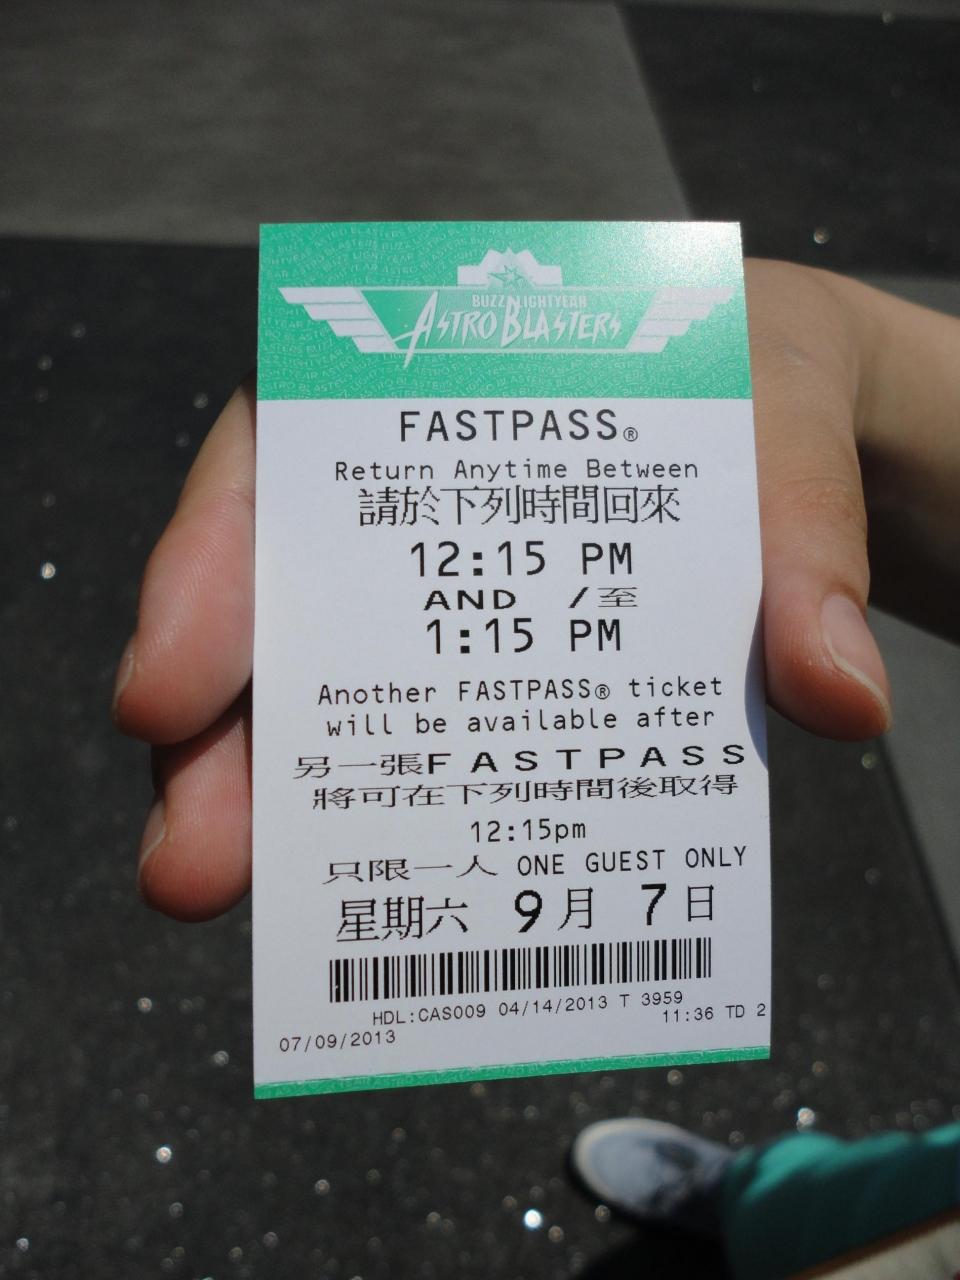 BUZZ LIGHTYEAR
ASTRO BLASTERS
FASTPASS®
Return Anytime Between
請於下列時間回來
12:15 PM
AND /至
1:15 PM
Another FASTPASS® ticket
will be available after
另一張FASTPASS
將可在下列時間後取得
12:15pm
只限一人 ONE GUEST ONLY
星期六 9月 7日
HDL:CAS009 04/14/2013 T 3959
07/09/2013 11:36 TD 2